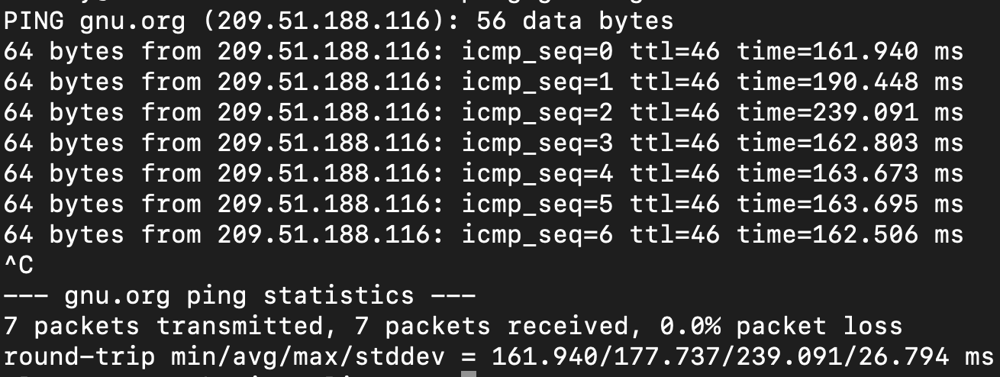 PING gnu.org (209.51.188.116): 56 data bytes
64 bytes from 209.51.188.116: icmp_seq=0 ttl=46 time=161.940 ms
64 bytes from 209.51.188.116: icmp_seq=1 ttl=46 time=190.448 ms
64 bytes from 209.51.188.116: icmp_seq=2 ttl=46 time=239.091 ms
64 bytes from 209.51.188.116: icmp_seq=3 ttl=46 time=162.803 ms
64 bytes from 209.51.188.116: icmp_seq=4 ttl=46 time=163.673 ms
64 bytes from 209.51.188.116: icmp_seq=5 ttl=46 time=163.695 ms
64 bytes from 209.51.188.116: icmp_seq=6 ttl=46 time=162.506 ms
^C
--- gnu.org ping statistics ---
7 packets transmitted, 7 packets received, 0.0% packet loss
round-trip min/avg/max/stddev = 161.940/177.737/239.091/26.794 ms